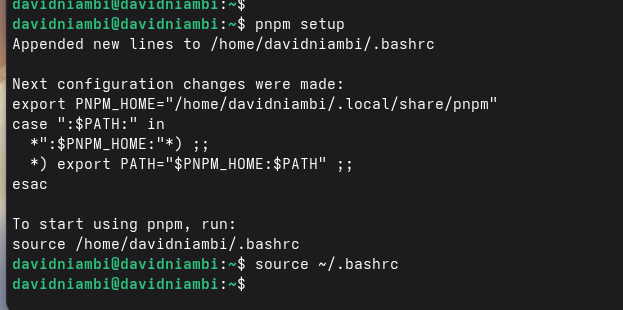 davidniambi@davidniambi:~$
davidniambi@davidniambi:~$ pnpm setup
Appended new lines to /home/davidniambi/.bashrc

Next configuration changes were made:
export PNPM_HOME="/home/davidniambi/.local/share/pnpm"
case ":$PATH:" in
  *":$PNPM_HOME:"*) ;;
  *) export PATH="$PNPM_HOME:$PATH" ;;
esac

To start using pnpm, run:
source /home/davidniambi/.bashrc
davidniambi@davidniambi:~$ source ~/.bashrc
davidniambi@davidniambi:~$